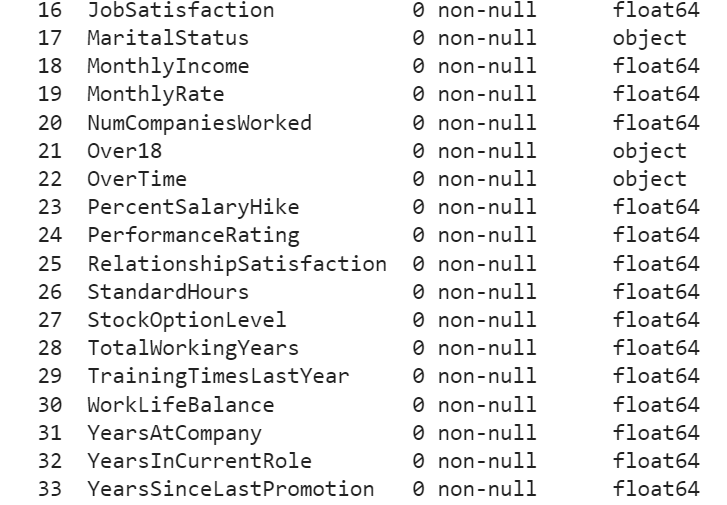 16 JobSatisfaction 0 non-null float64
17 MaritalStatus 0 non-null object
18 MonthlyIncome 0 non-null float64
19 MonthlyRate 0 non-null float64
20 NumCompaniesWorked 0 non-null float64
21 Over18 0 non-null object
22 OverTime 0 non-null object
23 PercentSalaryHike 0 non-null float64
24 PerformanceRating 0 non-null float64
25 RelationshipSatisfaction 0 non-null float64
26 StandardHours 0 non-null float64
27 StockOptionLevel 0 non-null float64
28 TotalWorkingYears 0 non-null float64
29 TrainingTimesLastYear 0 non-null float64
30 WorkLifeBalance 0 non-null float64
31 YearsAtCompany 0 non-null float64
32 YearsInCurrentRole 0 non-null float64
33 YearsSinceLastPromotion 0 non-null float64